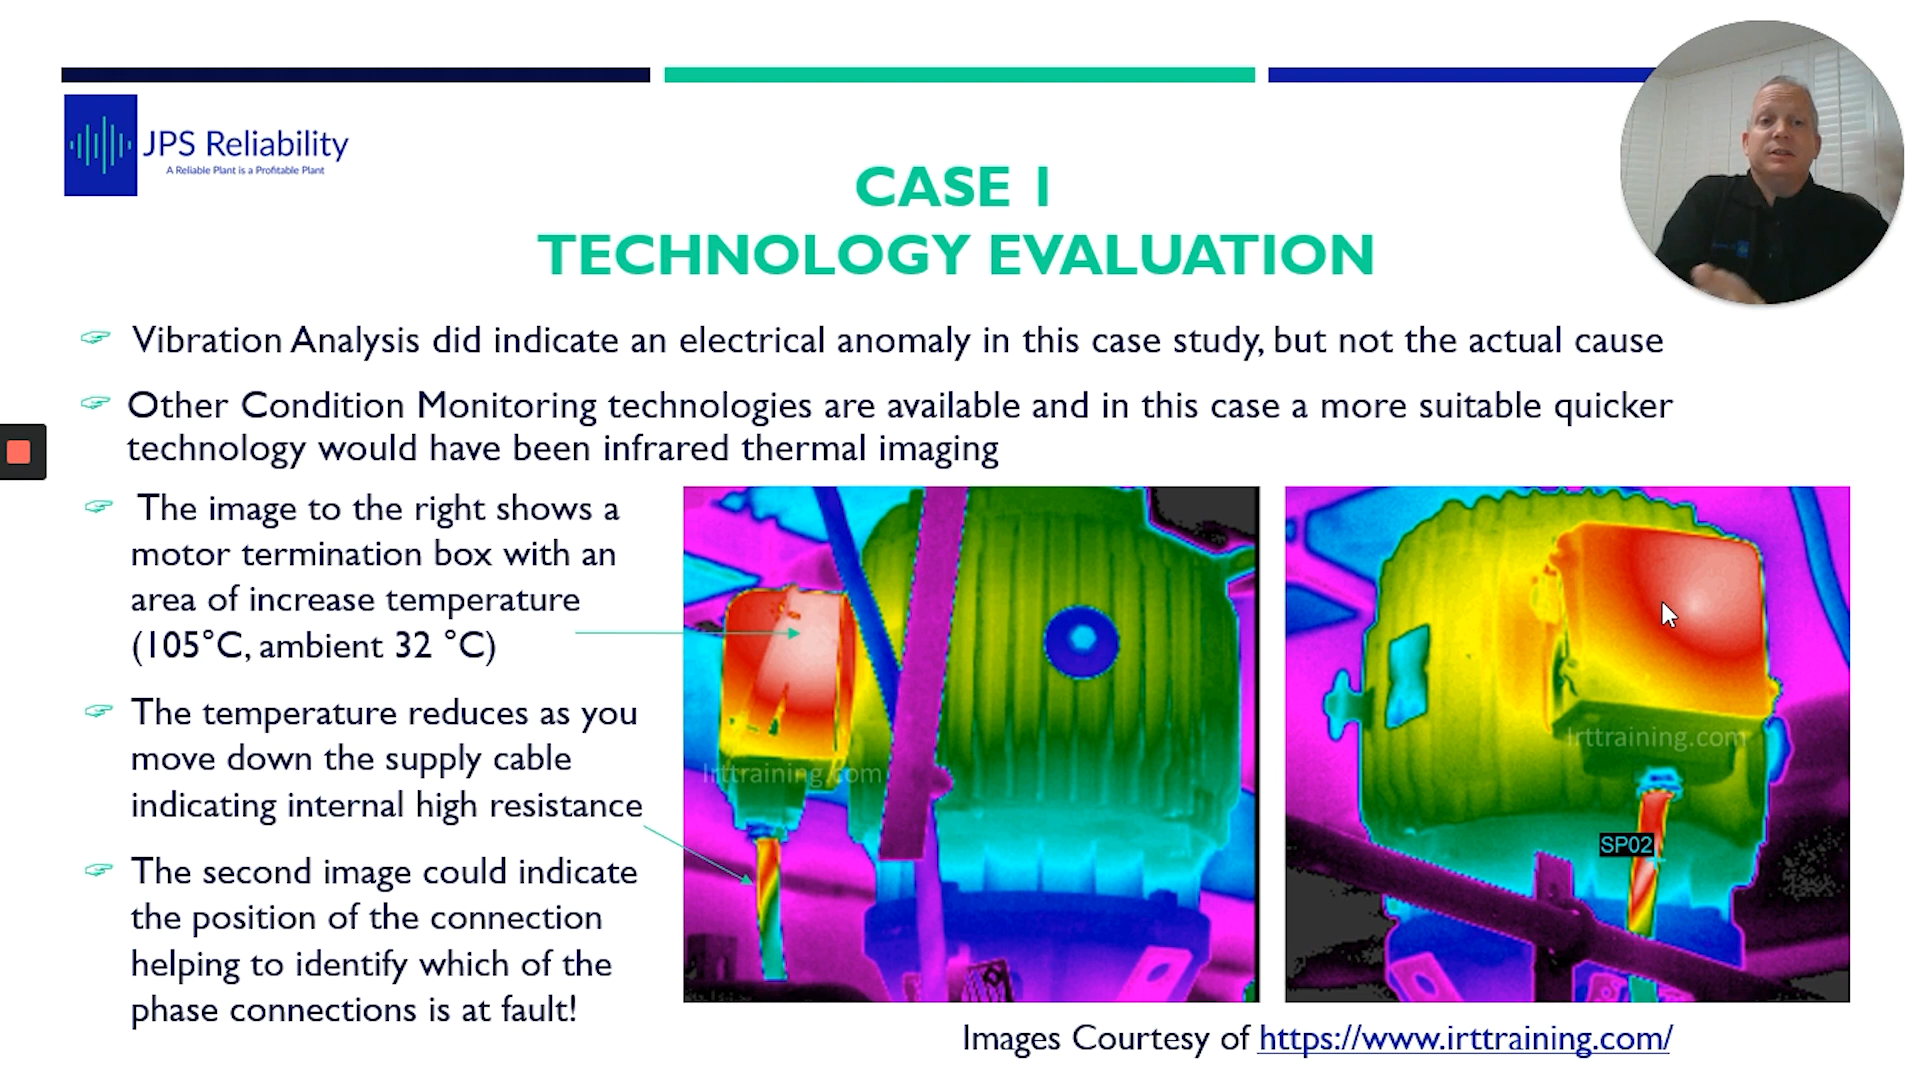 JPS Reliability
A Reliable Plant is a Profitable Plant
CASE 1
TECHNOLOGY EVALUATION
Vibration Analysis did indicate an electrical anomaly in this case study, but not the actual cause
Other Condition Monitoring technologies are available and in this case a more suitable quicker
technology would have been infrared thermal imaging
The image to the right shows a
motor termination box with an
area of increase temperature
(105°C, ambient 32 °C)
The temperature reduces as you
move down the supply cable
indicating internal high resistance
The second image could indicate
the position of the connection
helping to identify which of the
phase connections is at fault!
Irttraining.com
Irttraining.com
SP02
Images Courtesy of https://www.irttraining.com/